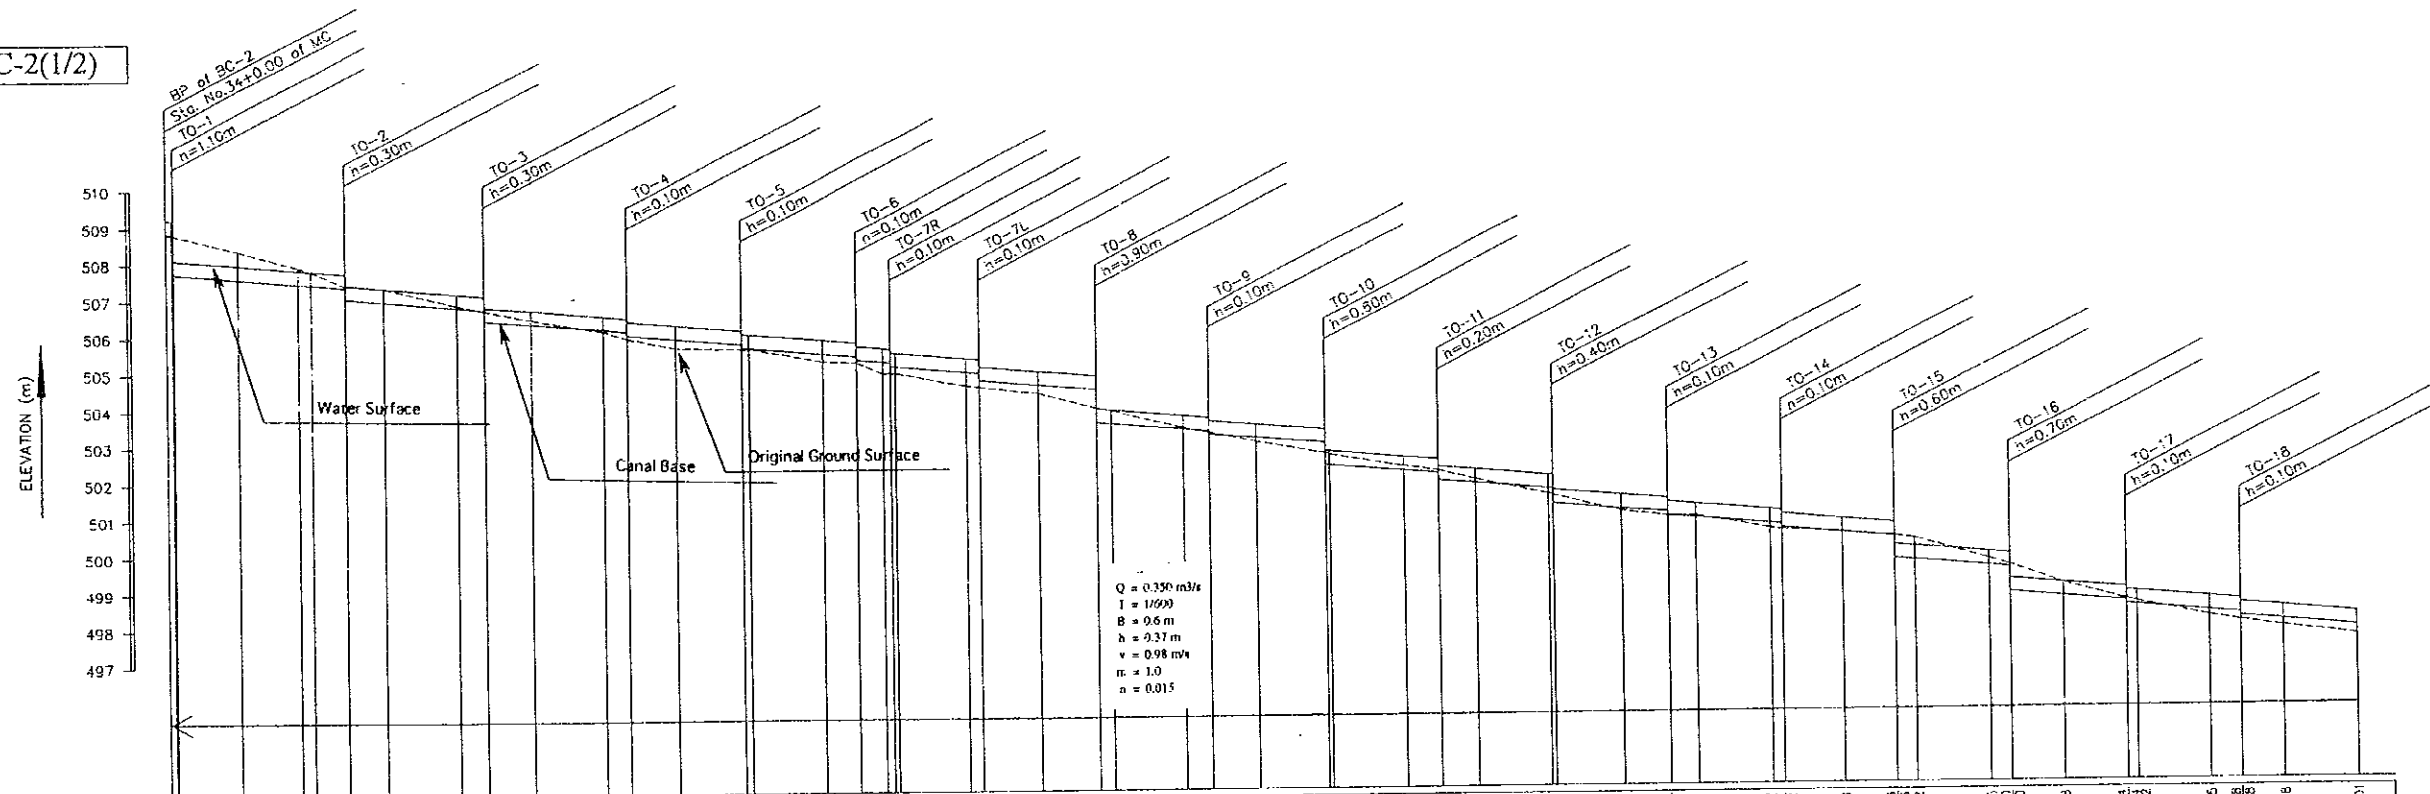 C-2(1/2)
BP of BC-2
Sta. No.34+0.00 of MC
TO-1
h=1.10m
TO-2
h=0.30m
TO-3
h=0.30m
TO-4
h=0.10m
TO-5
h=0.10m
TO-6
h=0.10m
TO-7R
h=0.10m
TO-7L
h=0.10m
TO-8
h=0.90m
TO-9
h=0.10m
TO-10
h=0.60m
TO-11
h=0.20m
TO-12
h=0.40m
TO-13
h=0.10m
TO-14
h=0.10m
TO-15
h=0.60m
TO-16
h=0.70m
TO-17
h=0.10m
TO-18
h=0.10m
510
509
508
507
506
505
504
503
502
501
500
499
498
497
ELEVATION (m)
Water Surface
Canal Base
Original Ground Surface
Q = 0.350 m3/s
I = 1/600
B = 0.6 m
h = 0.37 m
v = 0.98 m/s
m = 1.0
n = 0.015